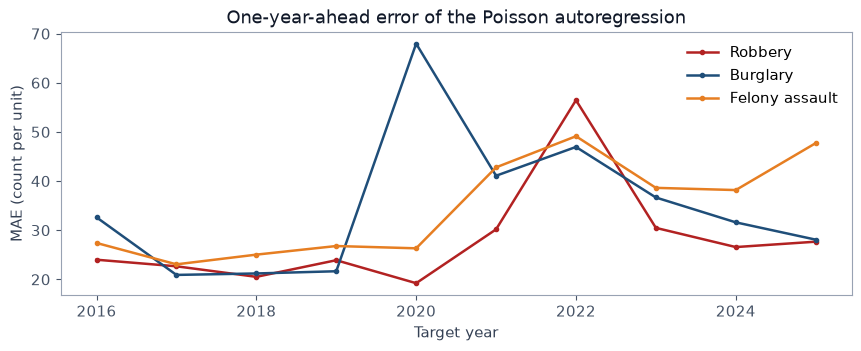 One-year-ahead error of the Poisson autoregression
MAE (count per unit)
70
60
50
40
30
20
Robbery
Burglary
Felony assault
2016
2018
2020
2022
2024
Target year